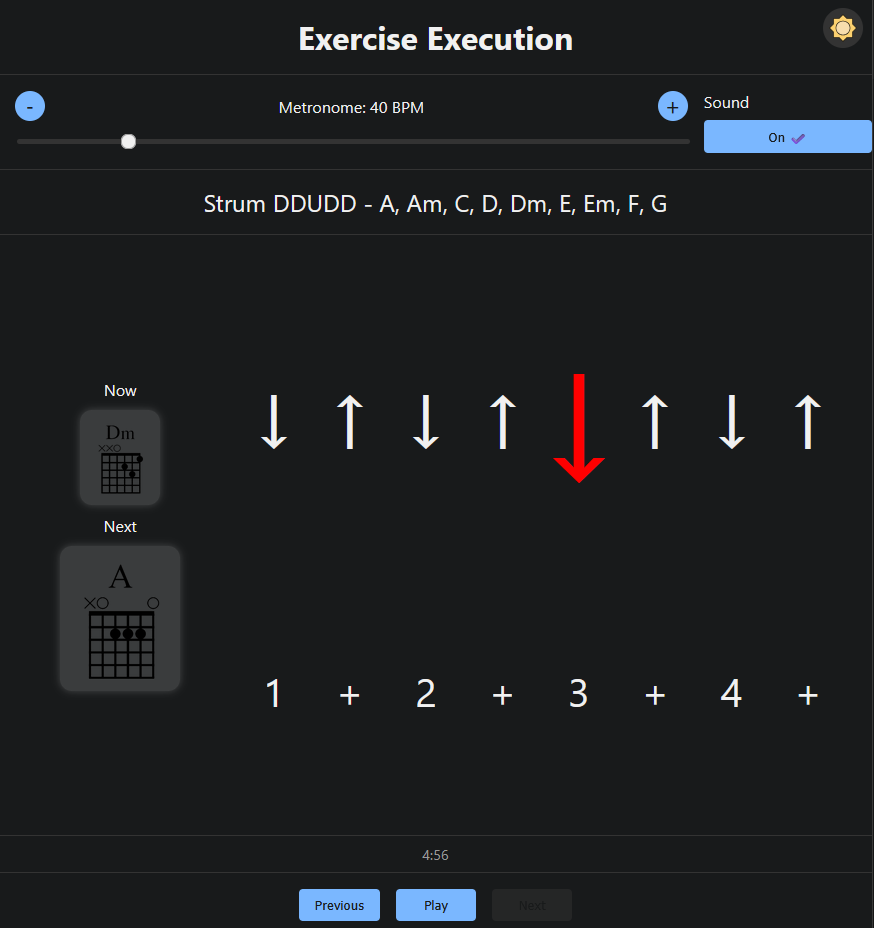 Exercise Execution
- Metronome: 40 BPM + Sound
On
Strum DDUDD - A, Am, C, D, Dm, E, Em, F, G
Now
Dm
Next
A
1 + 2 + 3 + 4 +
4:56
Previous Play Next